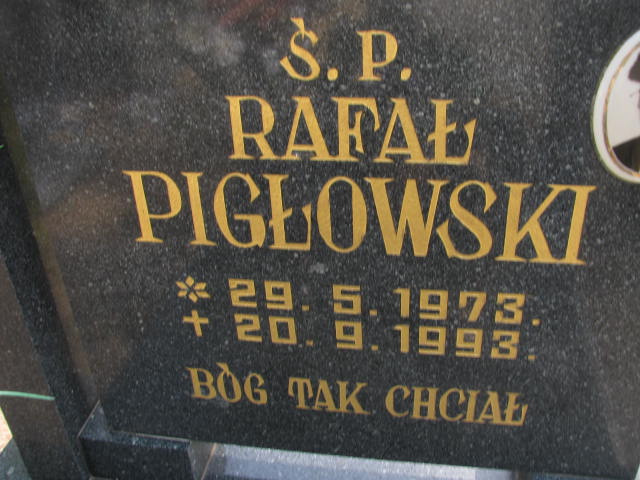 Ś. P.
RAFAŁ
PIGŁOWSKI
* 29. 5. 1973.
+ 20. 9. 1993.
BÓG TAK CHCIAŁ